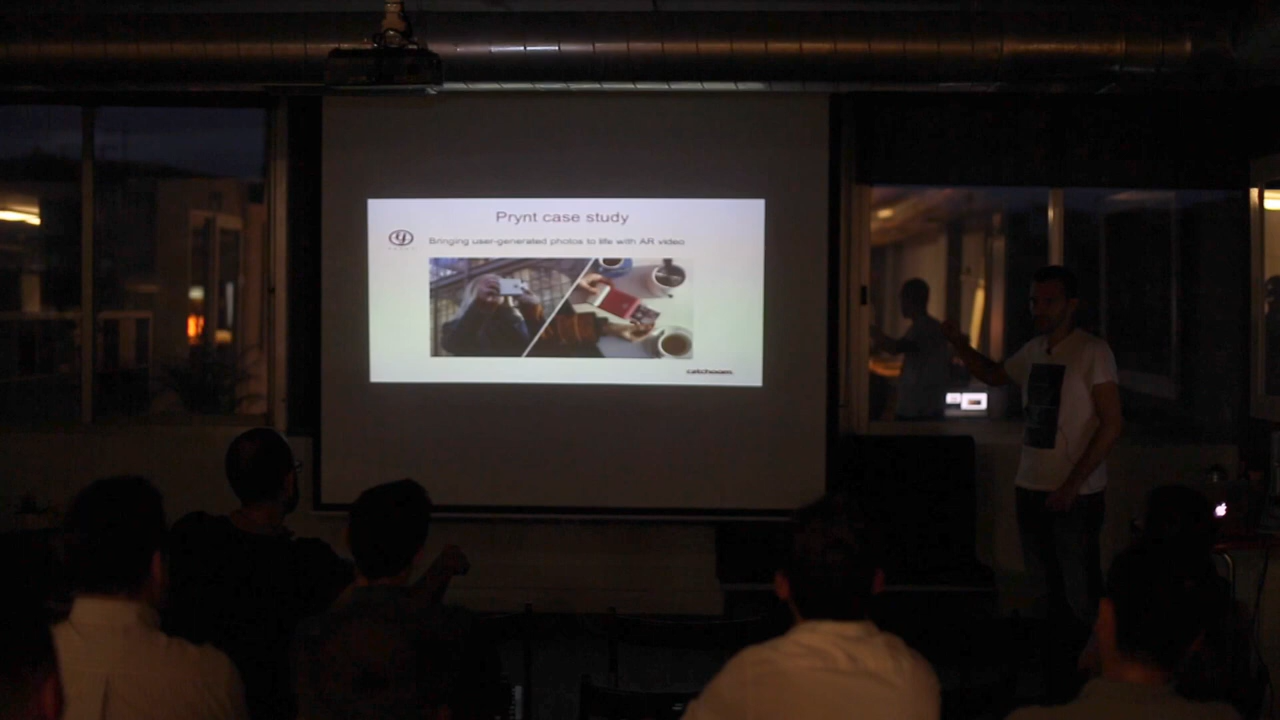 Prynt case study
Bringing user-generated photos to life with AR video
catchoom.